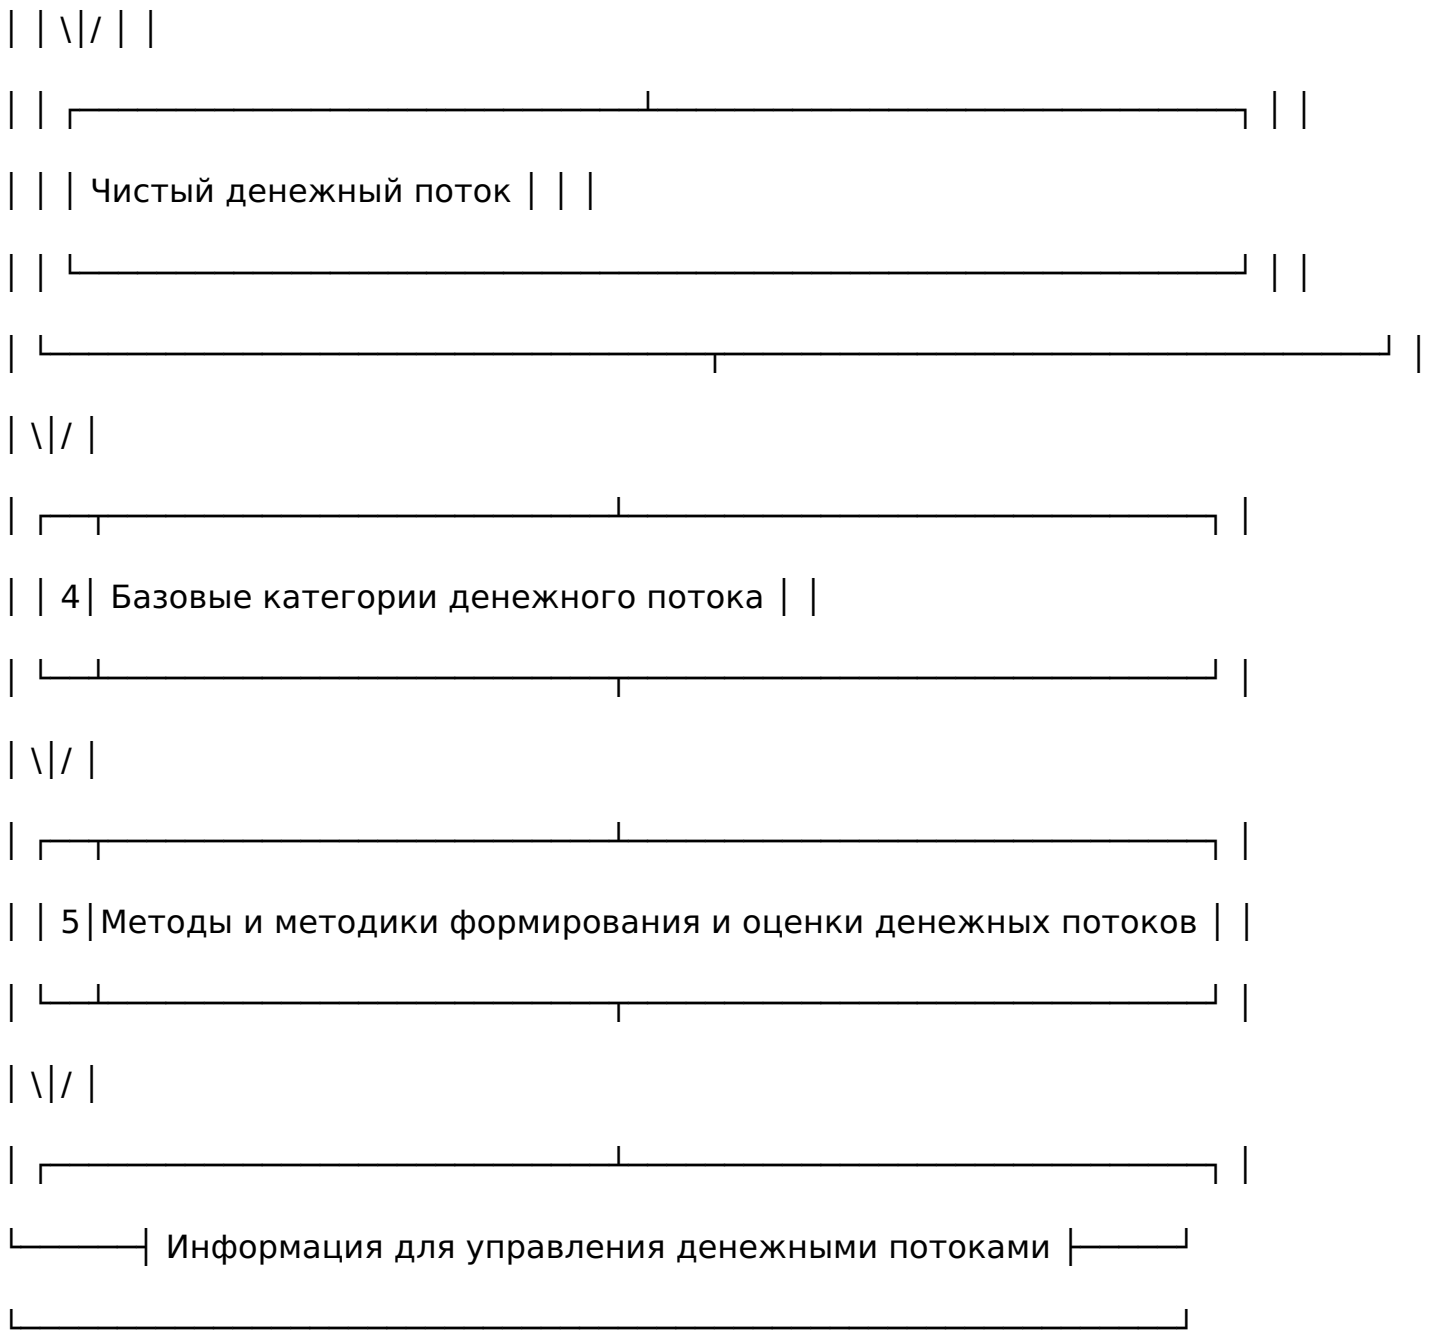 │ │ \│/ │ │
│ │ ┌─────────────────────────────┴──────────────────────────────┐ │ │
│ │ │ Чистый денежный поток │ │ │
│ │ └────────────────────────────────────────────────────────────┘ │ │
│ └──────────────────────────────────┬──────────────────────────────────┘ │
│ \│/ │
│ ┌──┬──────────────────────────┴──────────────────────────────┐ │
│ │ 4│ Базовые категории денежного потока │ │
│ └──┴──────────────────────────┬──────────────────────────────┘ │
│ \│/ │
│ ┌──┬──────────────────────────┴──────────────────────────────┐ │
│ │ 5│Методы и методики формирования и оценки денежных потоков │ │
│ └──┴──────────────────────────┬──────────────────────────────┘ │
│ \│/ │
│ ┌─────────────────────────────┴──────────────────────────────┐ │
└──────┤ Информация для управления денежными потоками ├─────┘
└────────────────────────────────────────────────────────────┘